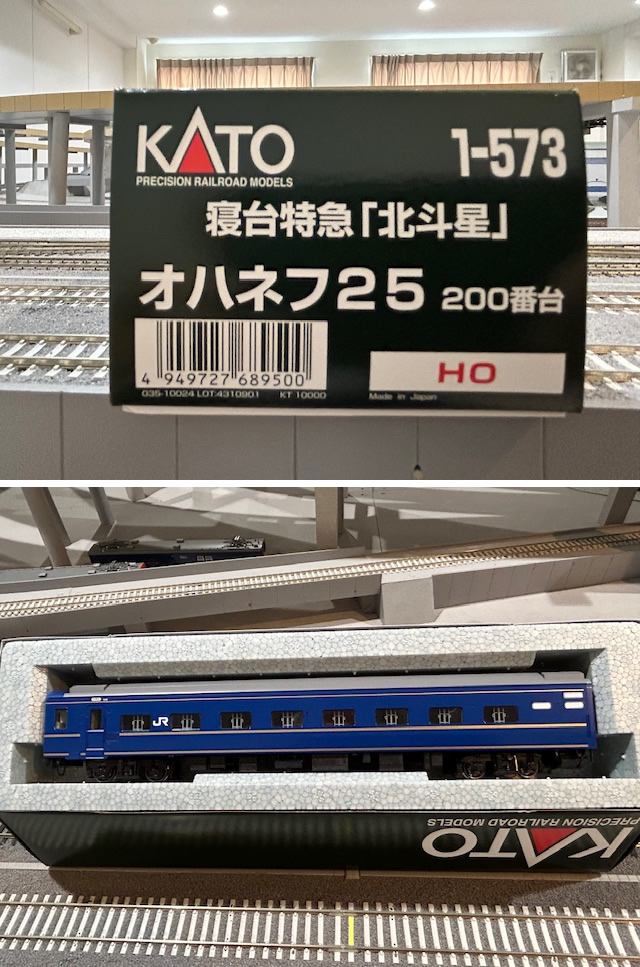 KATO
PRECISION RAILROAD MODELS
1-573
寝台特急「北斗星」
オハネフ25 200番台
4 949727 689500
HO
035-10024 LOT:431090.1 KT 10000
Made in Japan
JR
KATO
PRECISION RAILROAD MODELS